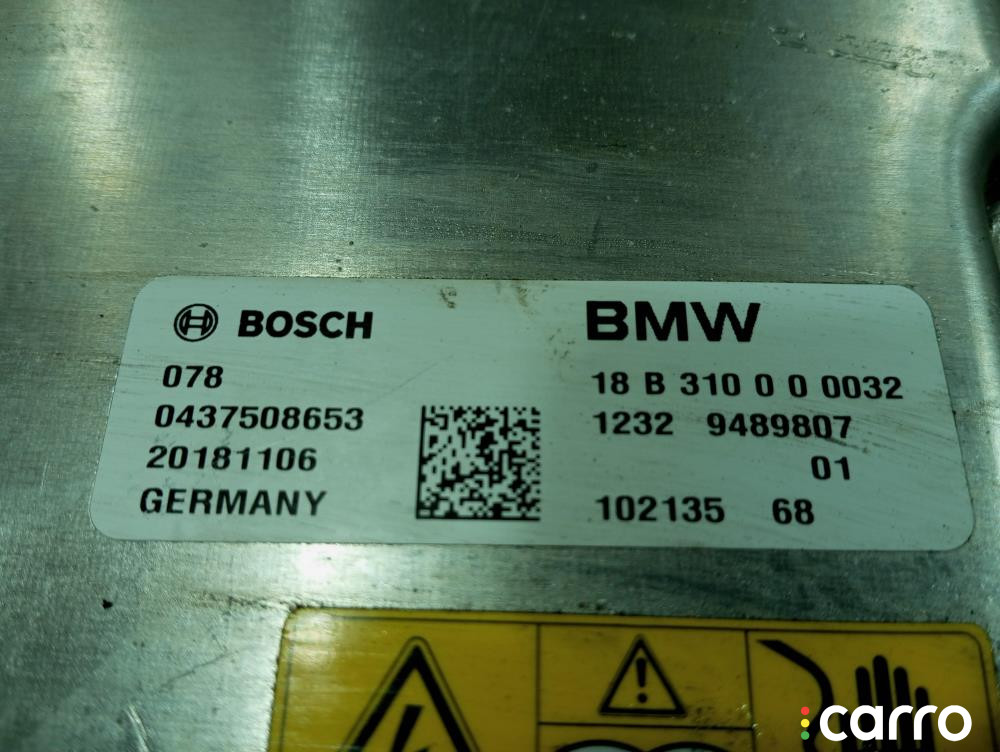 BOSCH
078
0437508653
20181106
GERMANY
BMW
18 B 310 0 0 0032
1232 9489807
01
102135 68
carro